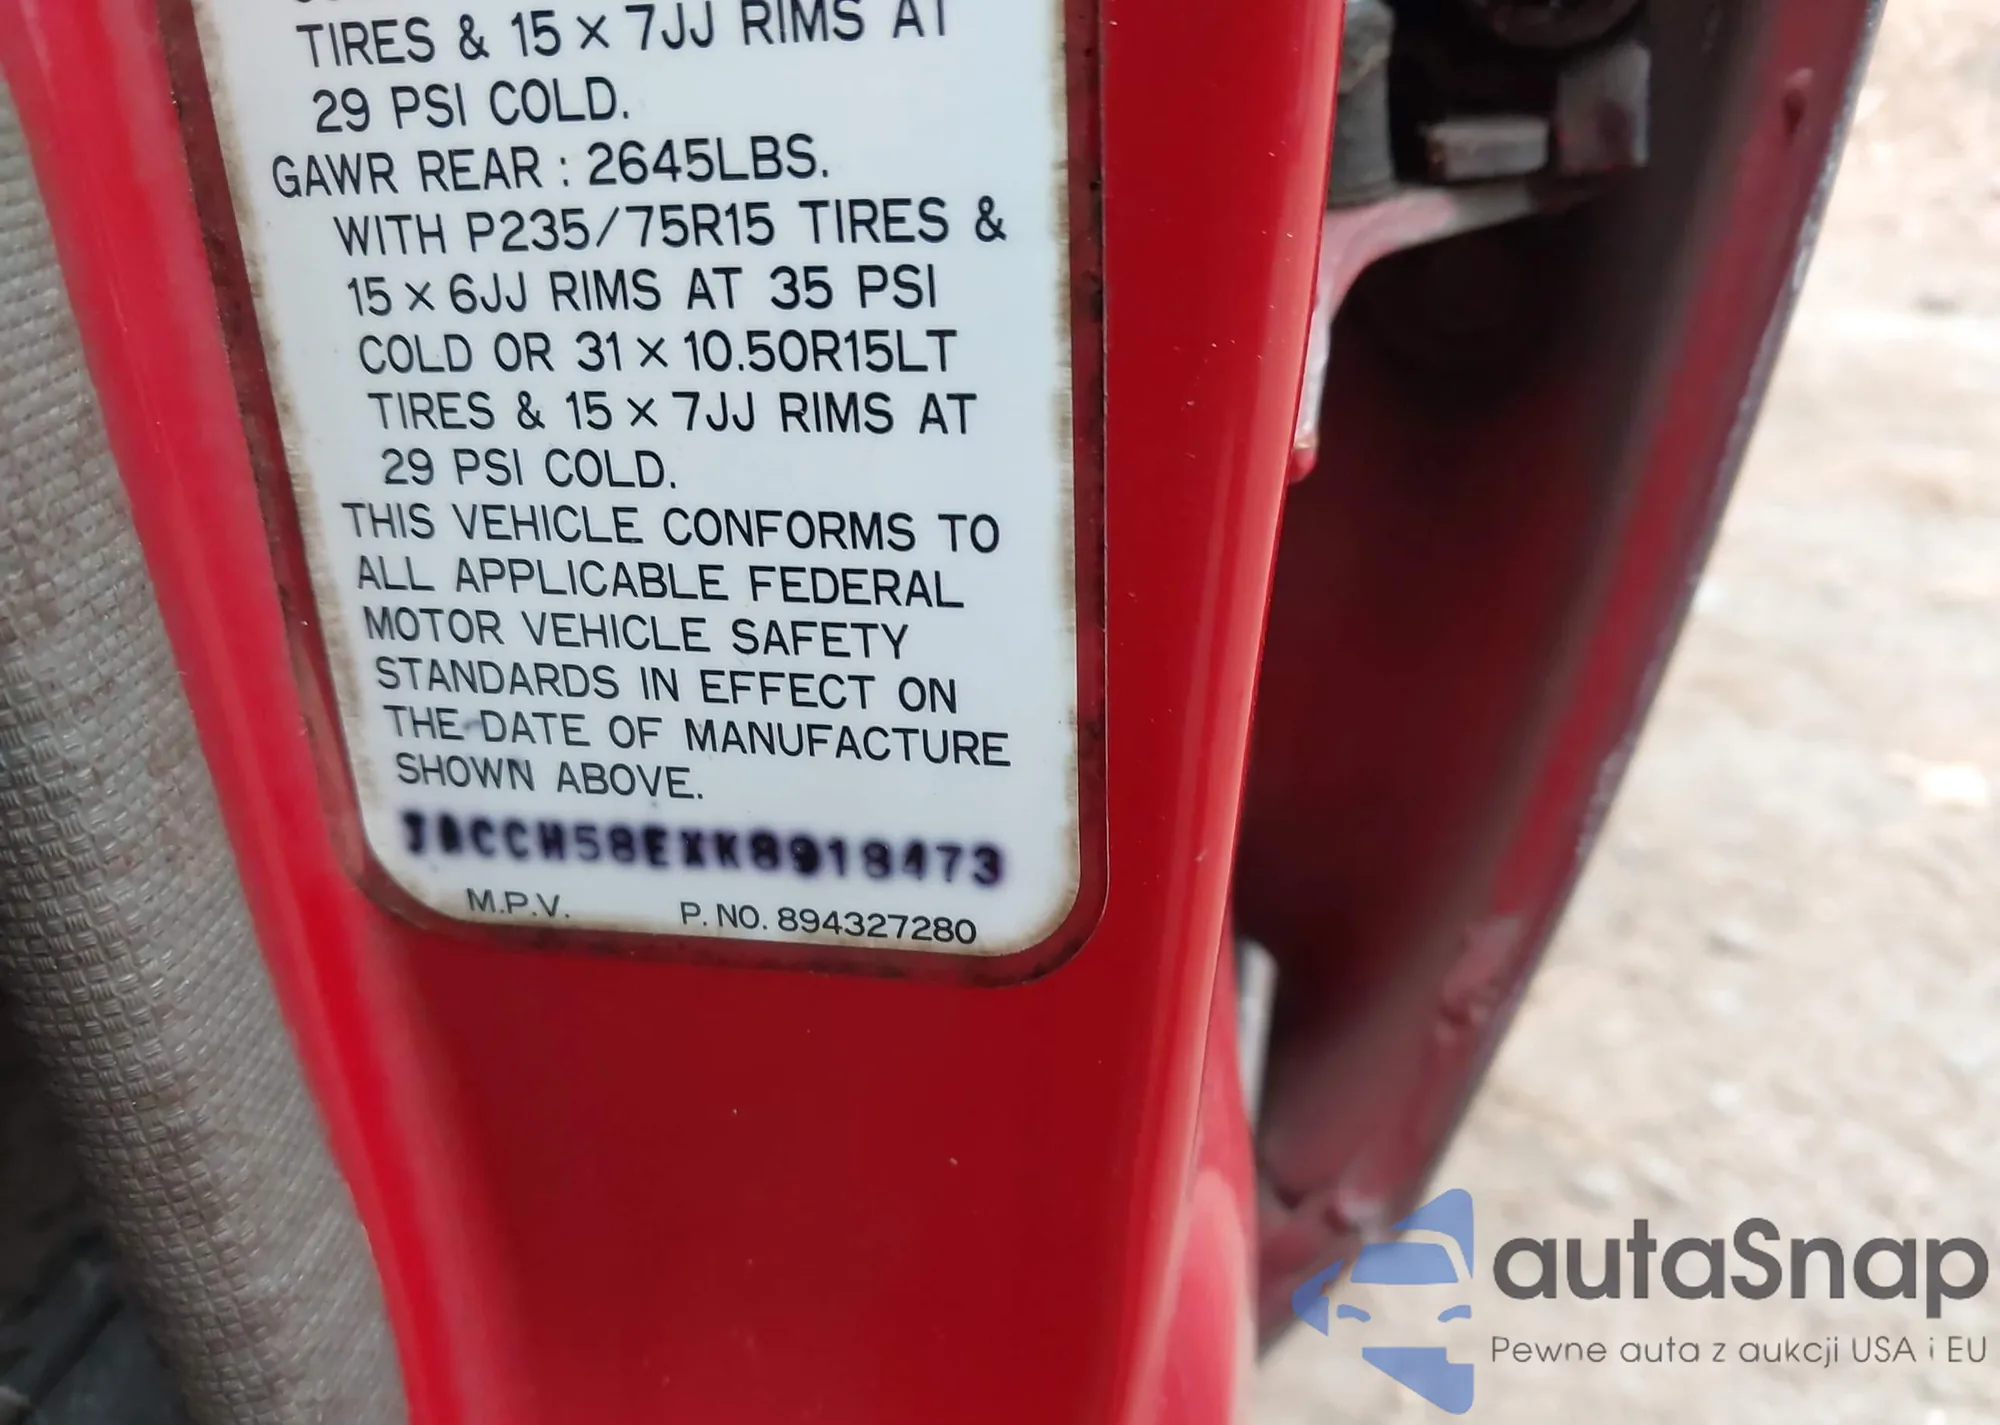 TIRES & 15 × 7JJ RIMS AT
29 PSI COLD.
GAWR REAR : 2645LBS.
WITH P235/75R15 TIRES &
15 × 6JJ RIMS AT 35 PSI
COLD OR 31 × 10.50R15LT
TIRES & 15 × 7JJ RIMS AT
29 PSI COLD.
THIS VEHICLE CONFORMS TO
ALL APPLICABLE FEDERAL
MOTOR VEHICLE SAFETY
STANDARDS IN EFFECT ON
THE DATE OF MANUFACTURE
SHOWN ABOVE.
JACCH58EXK8918473
M.P.V. P. NO. 894327280
autaSnap
Pewne auta z aukcji USA i EU